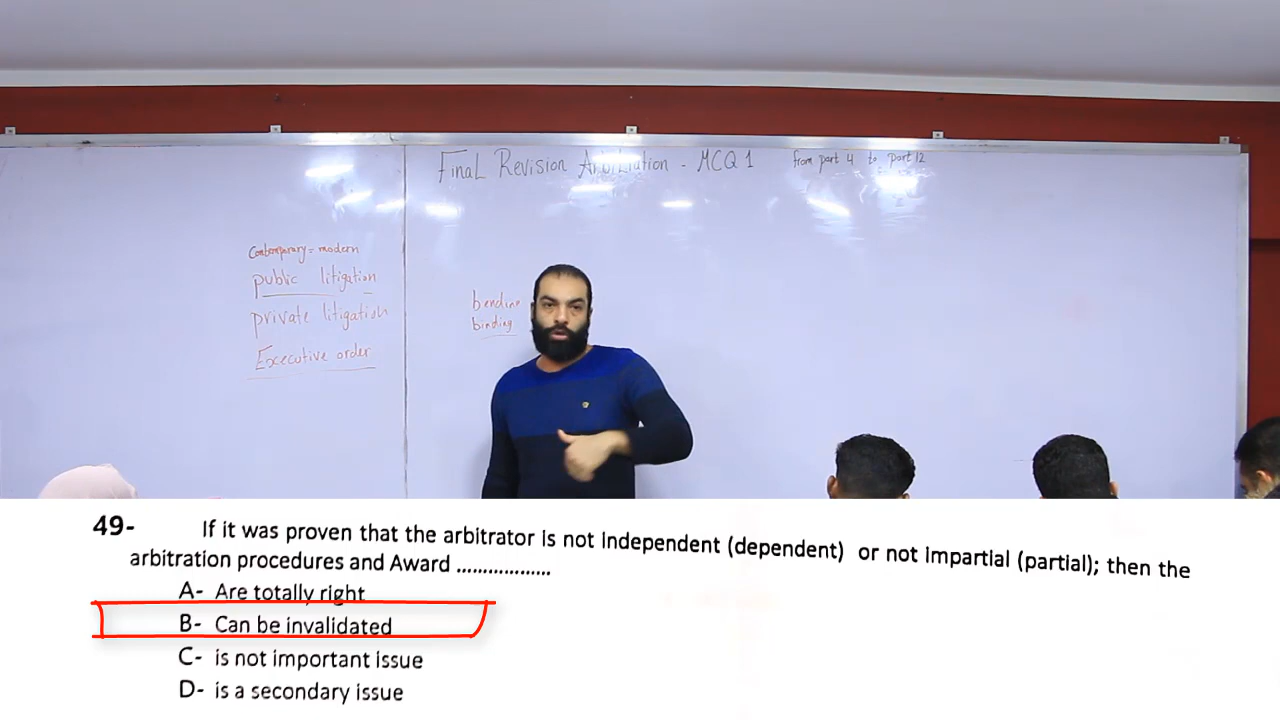 Final Revision Arbitration - MCQ 1 from part 4 to part 12
Contemporary = modern
public litigation
private litigation
Excecutive order
bending
binding
49- If it was proven that the arbitrator is not independent (dependent) or not impartial (partial); then the
arbitration procedures and Award ..................
A- Are totally right
B- Can be invalidated
C- is not important issue
D- is a secondary issue